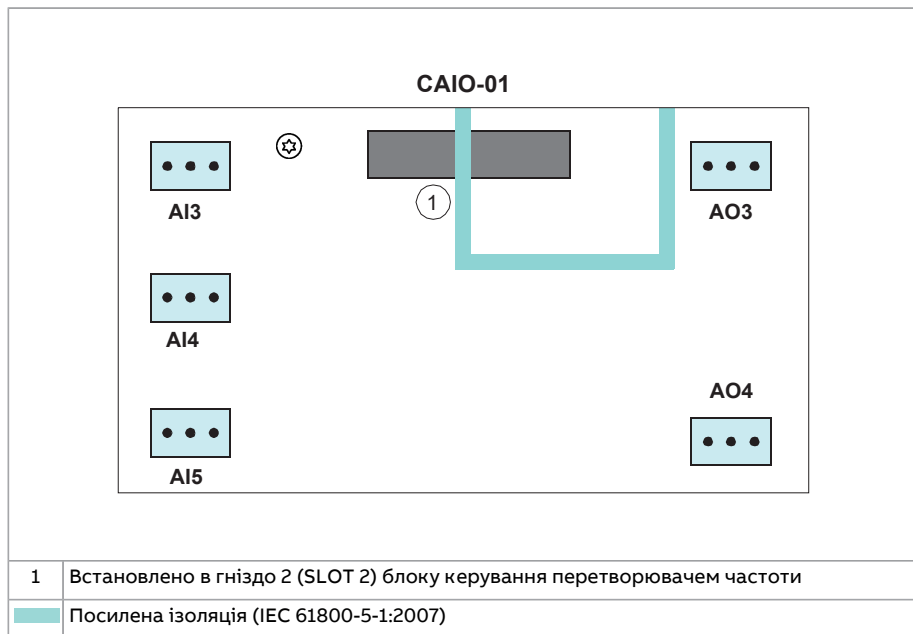 CAIO-01
AI3
1
AO3
AI4
AO4
AI5
1 Встановлено в гніздо 2 (SLOT 2) блоку керування перетворювачем частоти
Посилена ізоляція (IEC 61800-5-1:2007)